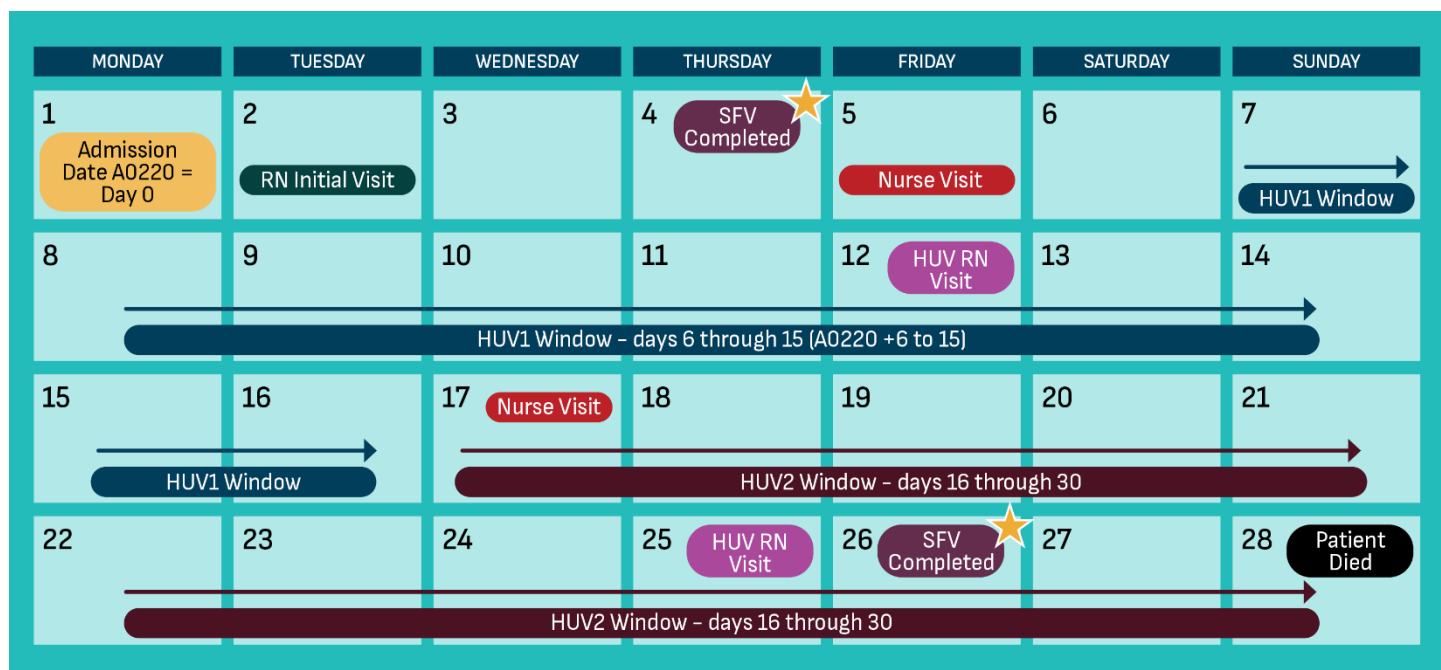 MONDAY
TUESDAY
WEDNESDAY
THURSDAY
FRIDAY
SATURDAY
SUNDAY
1
Admission
Date A0220 =
Day 0
2
RN Initial Visit
3
4
SFV
Completed
5
Nurse Visit
6
7
HUV1 Window
8
9
10
11
12
HUV RN
Visit
13
14
HUV1 Window – days 6 through 15 (A0220 +6 to 15)
15
16
HUV1 Window
17
Nurse Visit
18
19
20
21
HUV2 Window – days 16 through 30
22
23
24
25
HUV RN
Visit
26
SFV
Completed
27
28
Patient
Died
HUV2 Window – days 16 through 30